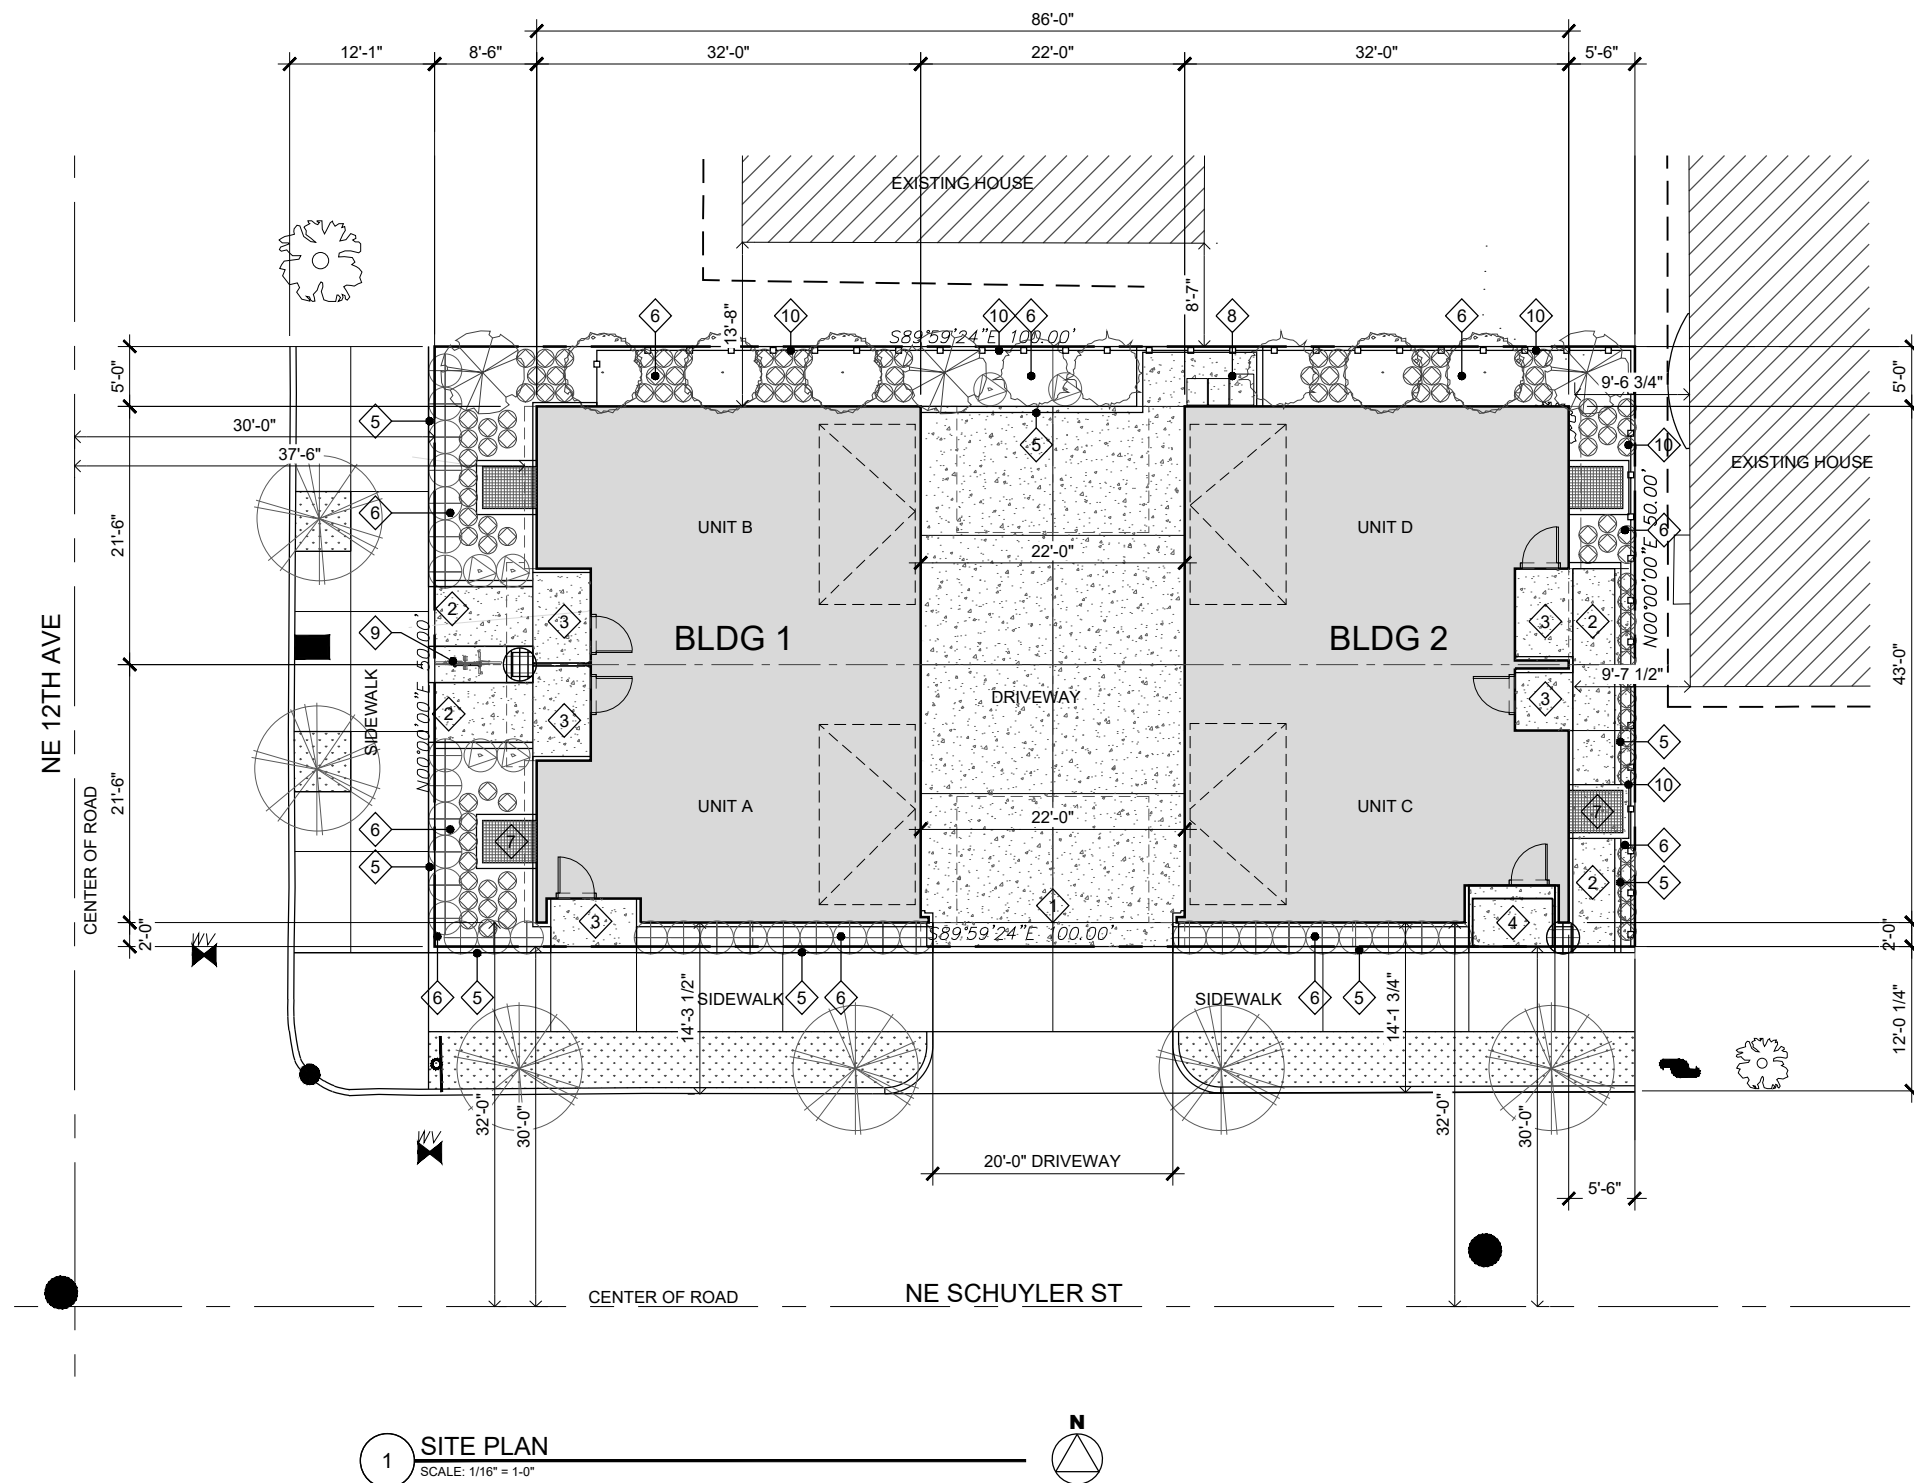 86'-0"
12'-1" 8'-6" 32'-0" 22'-0" 32'-0" 5'-6"
EXISTING HOUSE
13'-8" 8'-7"
6 10 10 6 8 6 10
S89°59'24"E 100.00'
5'-0" 9'-6 3/4" 5'-0"
30'-0" 5 5 10
37'-6" EXISTING HOUSE
6 UNIT B UNIT D 6
21'-6" 22'-0" N00°00'00"E 50.00'
2 3 3 2
9 BLDG 1 BLDG 2
NE 12TH AVE SIDEWALK N00°00'00"E 50.00' 9'-7 1/2" 43'-0"
2 3 DRIVEWAY 3
5
10
21'-6" UNIT A UNIT C 7
CENTER OF ROAD 6 7 22'-0" 6
5 2 5
3 1 4
2'-0" S89°59'24"E 100.00' 2'-0"
WV
6 5 SIDEWALK 5 6 SIDEWALK 6 5
14'-3 1/2" 14'-1 3/4" 12'-0 1/4"
32'-0" 30'-0" 32'-0" 30'-0"
WV
20'-0" DRIVEWAY
5'-6"
CENTER OF ROAD NE SCHUYLER ST
N
1 SITE PLAN
SCALE: 1/16" = 1-0"